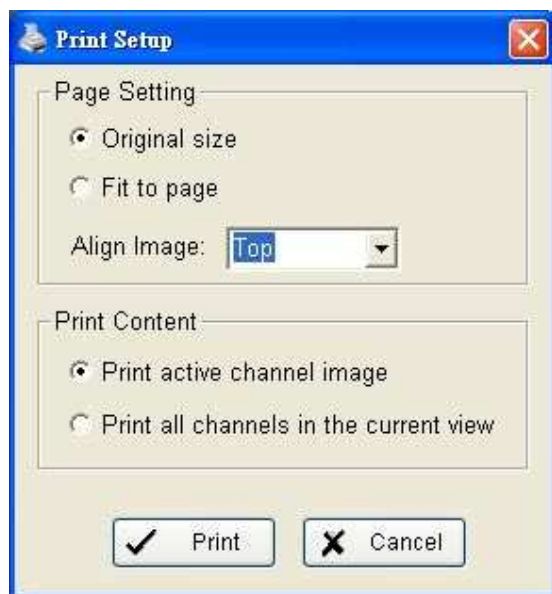 Print Setup
Page Setting
Original size
Fit to page
Align Image: Top
Print Content
Print active channel image
Print all channels in the current view
Print Cancel